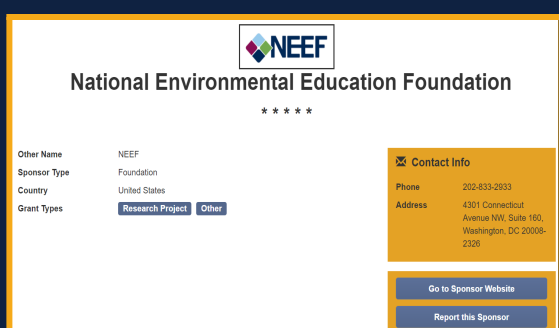 NEEF
National Environmental Education Foundation
* * * * *
Other Name NEEF
Sponsor Type Foundation
Country United States
Grant Types Research Project Other
Contact Info
Phone 202-833-2933
Address 4301 Connecticut
Avenue NW, Suite 160,
Washington, DC 20008-
2326
Go to Sponsor Website
Report this Sponsor